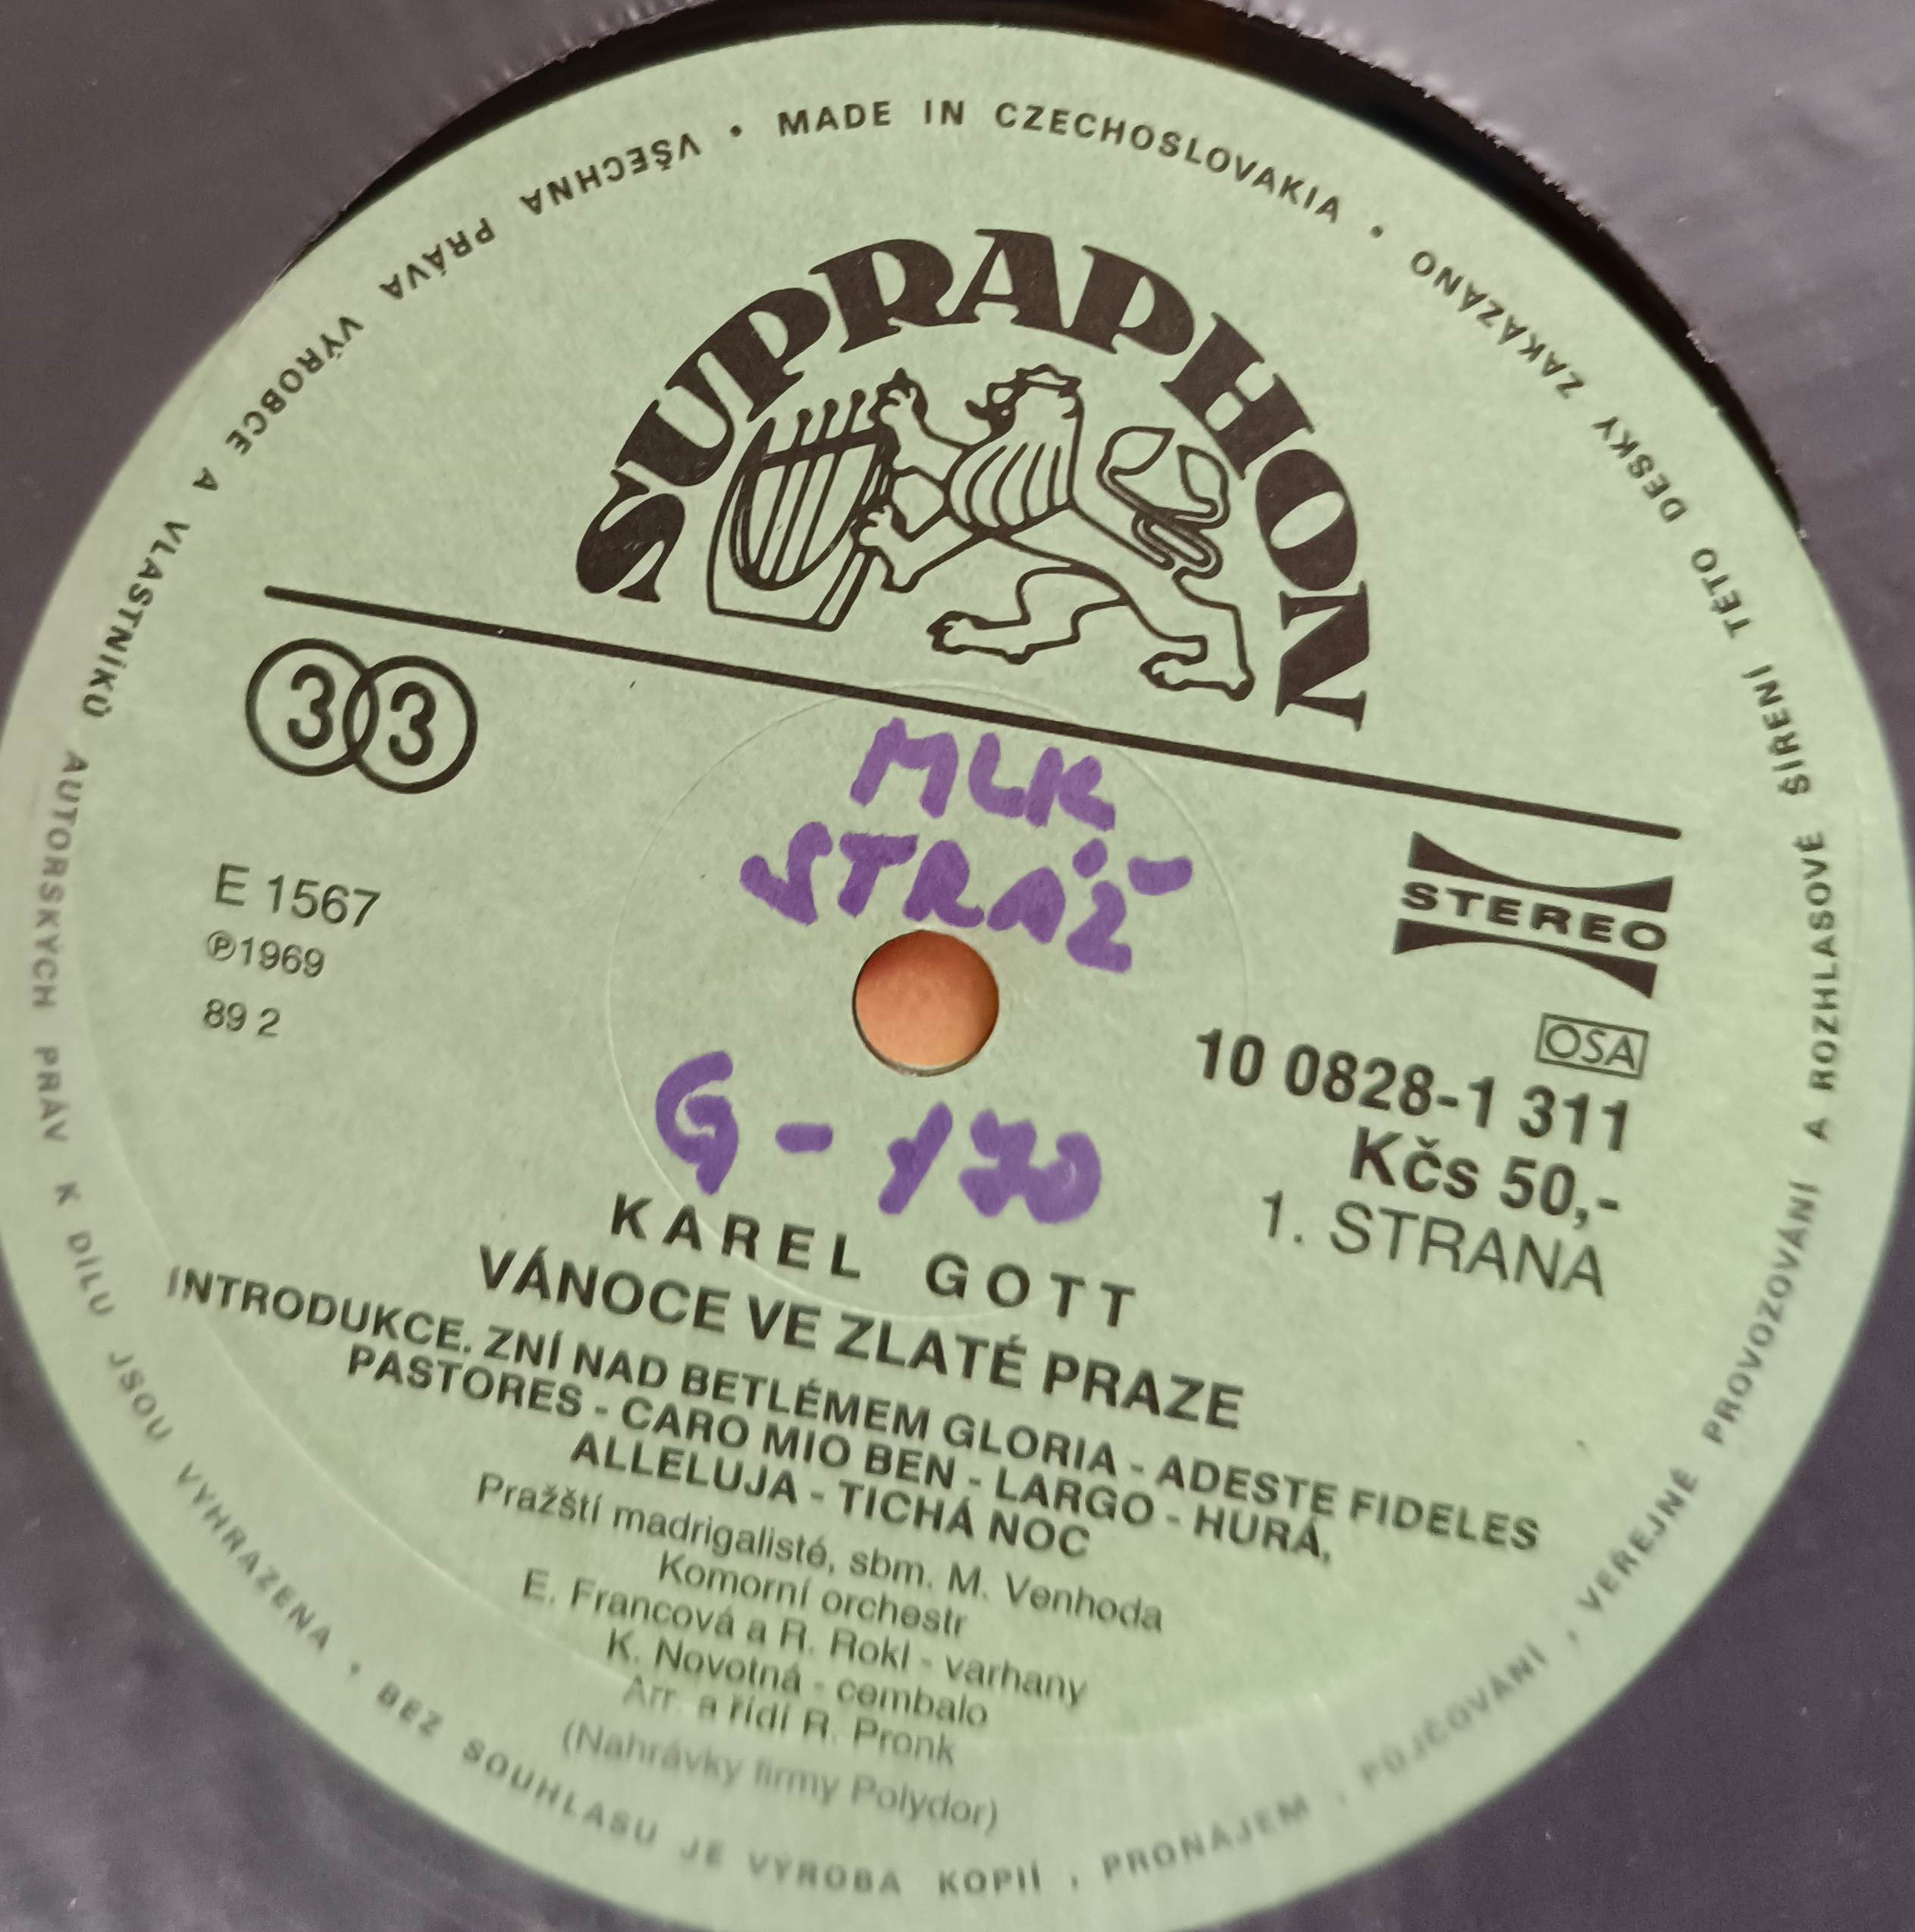 MADE IN CZECHOSLOVAKIA • ZAKÁZÁNO
DESKY TÉTO ŠÍŘENÍ ROZHLASOVÉ A PROVOZOVÁNÍ VEŘEJNÉ , PŮJČOVÁNÍ , PRONÁJEM , KOPIÍ VÝROBA JE SOUHLASU BEZ • VYHRAZENA JSOU DÍLU K PRÁV AUTORSKÝCH VLASTNÍKŮ A VÝROBCE PRÁVA VŠECHNA •
SUPRAPHON
33
STEREO
MLK
STRÁŽ
E 1567
℗1969
89 2
OSA
10 0828-1 311
Kčs 50,-
1. STRANA
G - 170
KAREL GOTT
VÁNOCE VE ZLATÉ PRAZE
INTRODUKCE. ZNÍ NAD BETLÉMEM GLORIA - ADESTE FIDELES
PASTORES - CARO MIO BEN - LARGO - HURÁ,
ALLELUJA - TICHÁ NOC
Pražští madrigalisté, sbm. M. Venhoda
Komorní orchestr
E. Francová a R. Rokl - varhany
K. Novotná - cembalo
Arr. a řídí R. Pronk
(Nahrávky firmy Polydor)